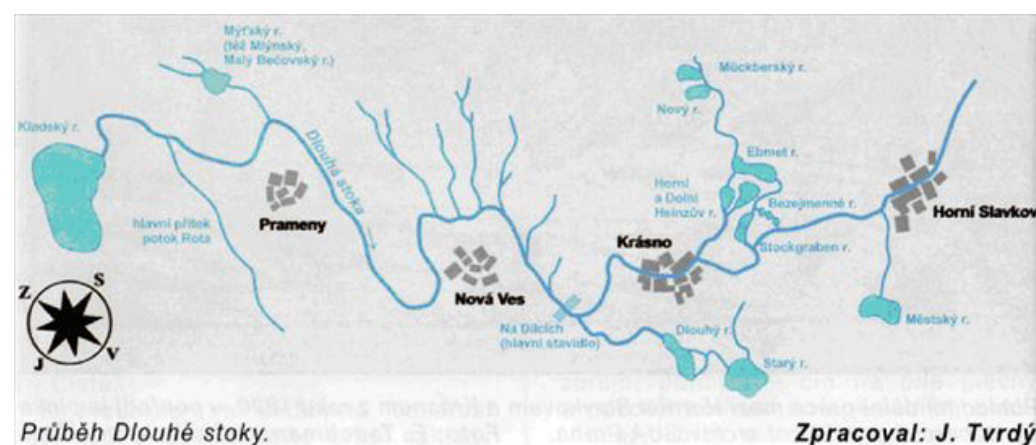 Mýťský r.
(též Mlýnský,
Malý Bečovský r.)
Kladský r.
Dlouhá stoka
hlavní přítok
potok Rota
Prameny
Nová Ves
Na Dílcích
(hlavní stavidlo)
Krásno
Mückberský r.
Nový r.
Ebmet r.
Horní
a Dolní
Heinzův r.
Bezejmenné r.
Stockgraben r.
Horní Slavkov
Městský r.
Dlouhý r.
Starý r.
Z
S
J
V
Průběh Dlouhé stoky.
Zpracoval: J. Tvrdý